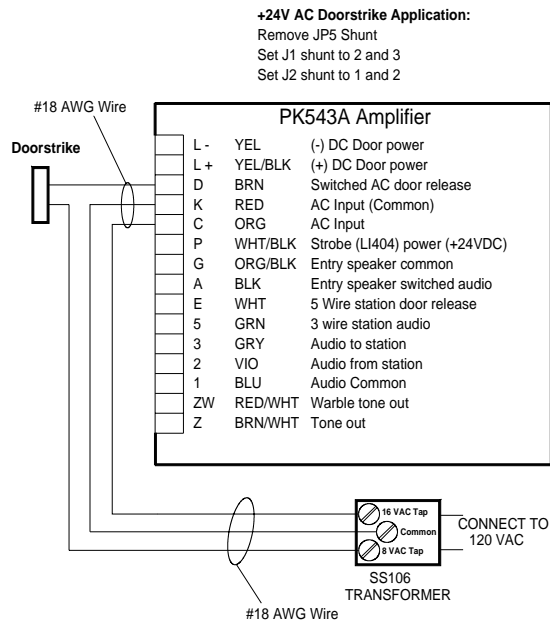 +24V AC Doorstrike Application:
Remove JP5 Shunt
Set J1 shunt to 2 and 3
Set J2 shunt to 1 and 2
#18 AWG Wire
Doorstrike
PK543A Amplifier
L - YEL (-) DC Door power
L + YEL/BLK (+) DC Door power
D BRN Switched AC door release
K RED AC Input (Common)
C ORG AC Input
P WHT/BLK Strobe (LI404) power (+24VDC)
G ORG/BLK Entry speaker common
A BLK Entry speaker switched audio
E WHT 5 Wire station door release
5 GRN 3 wire station audio
3 GRY Audio to station
2 VIO Audio from station
1 BLU Audio Common
ZW RED/WHT Warble tone out
Z BRN/WHT Tone out
16 VAC Tap
Common
8 VAC Tap
CONNECT TO
120 VAC
SS106
TRANSFORMER
#18 AWG Wire